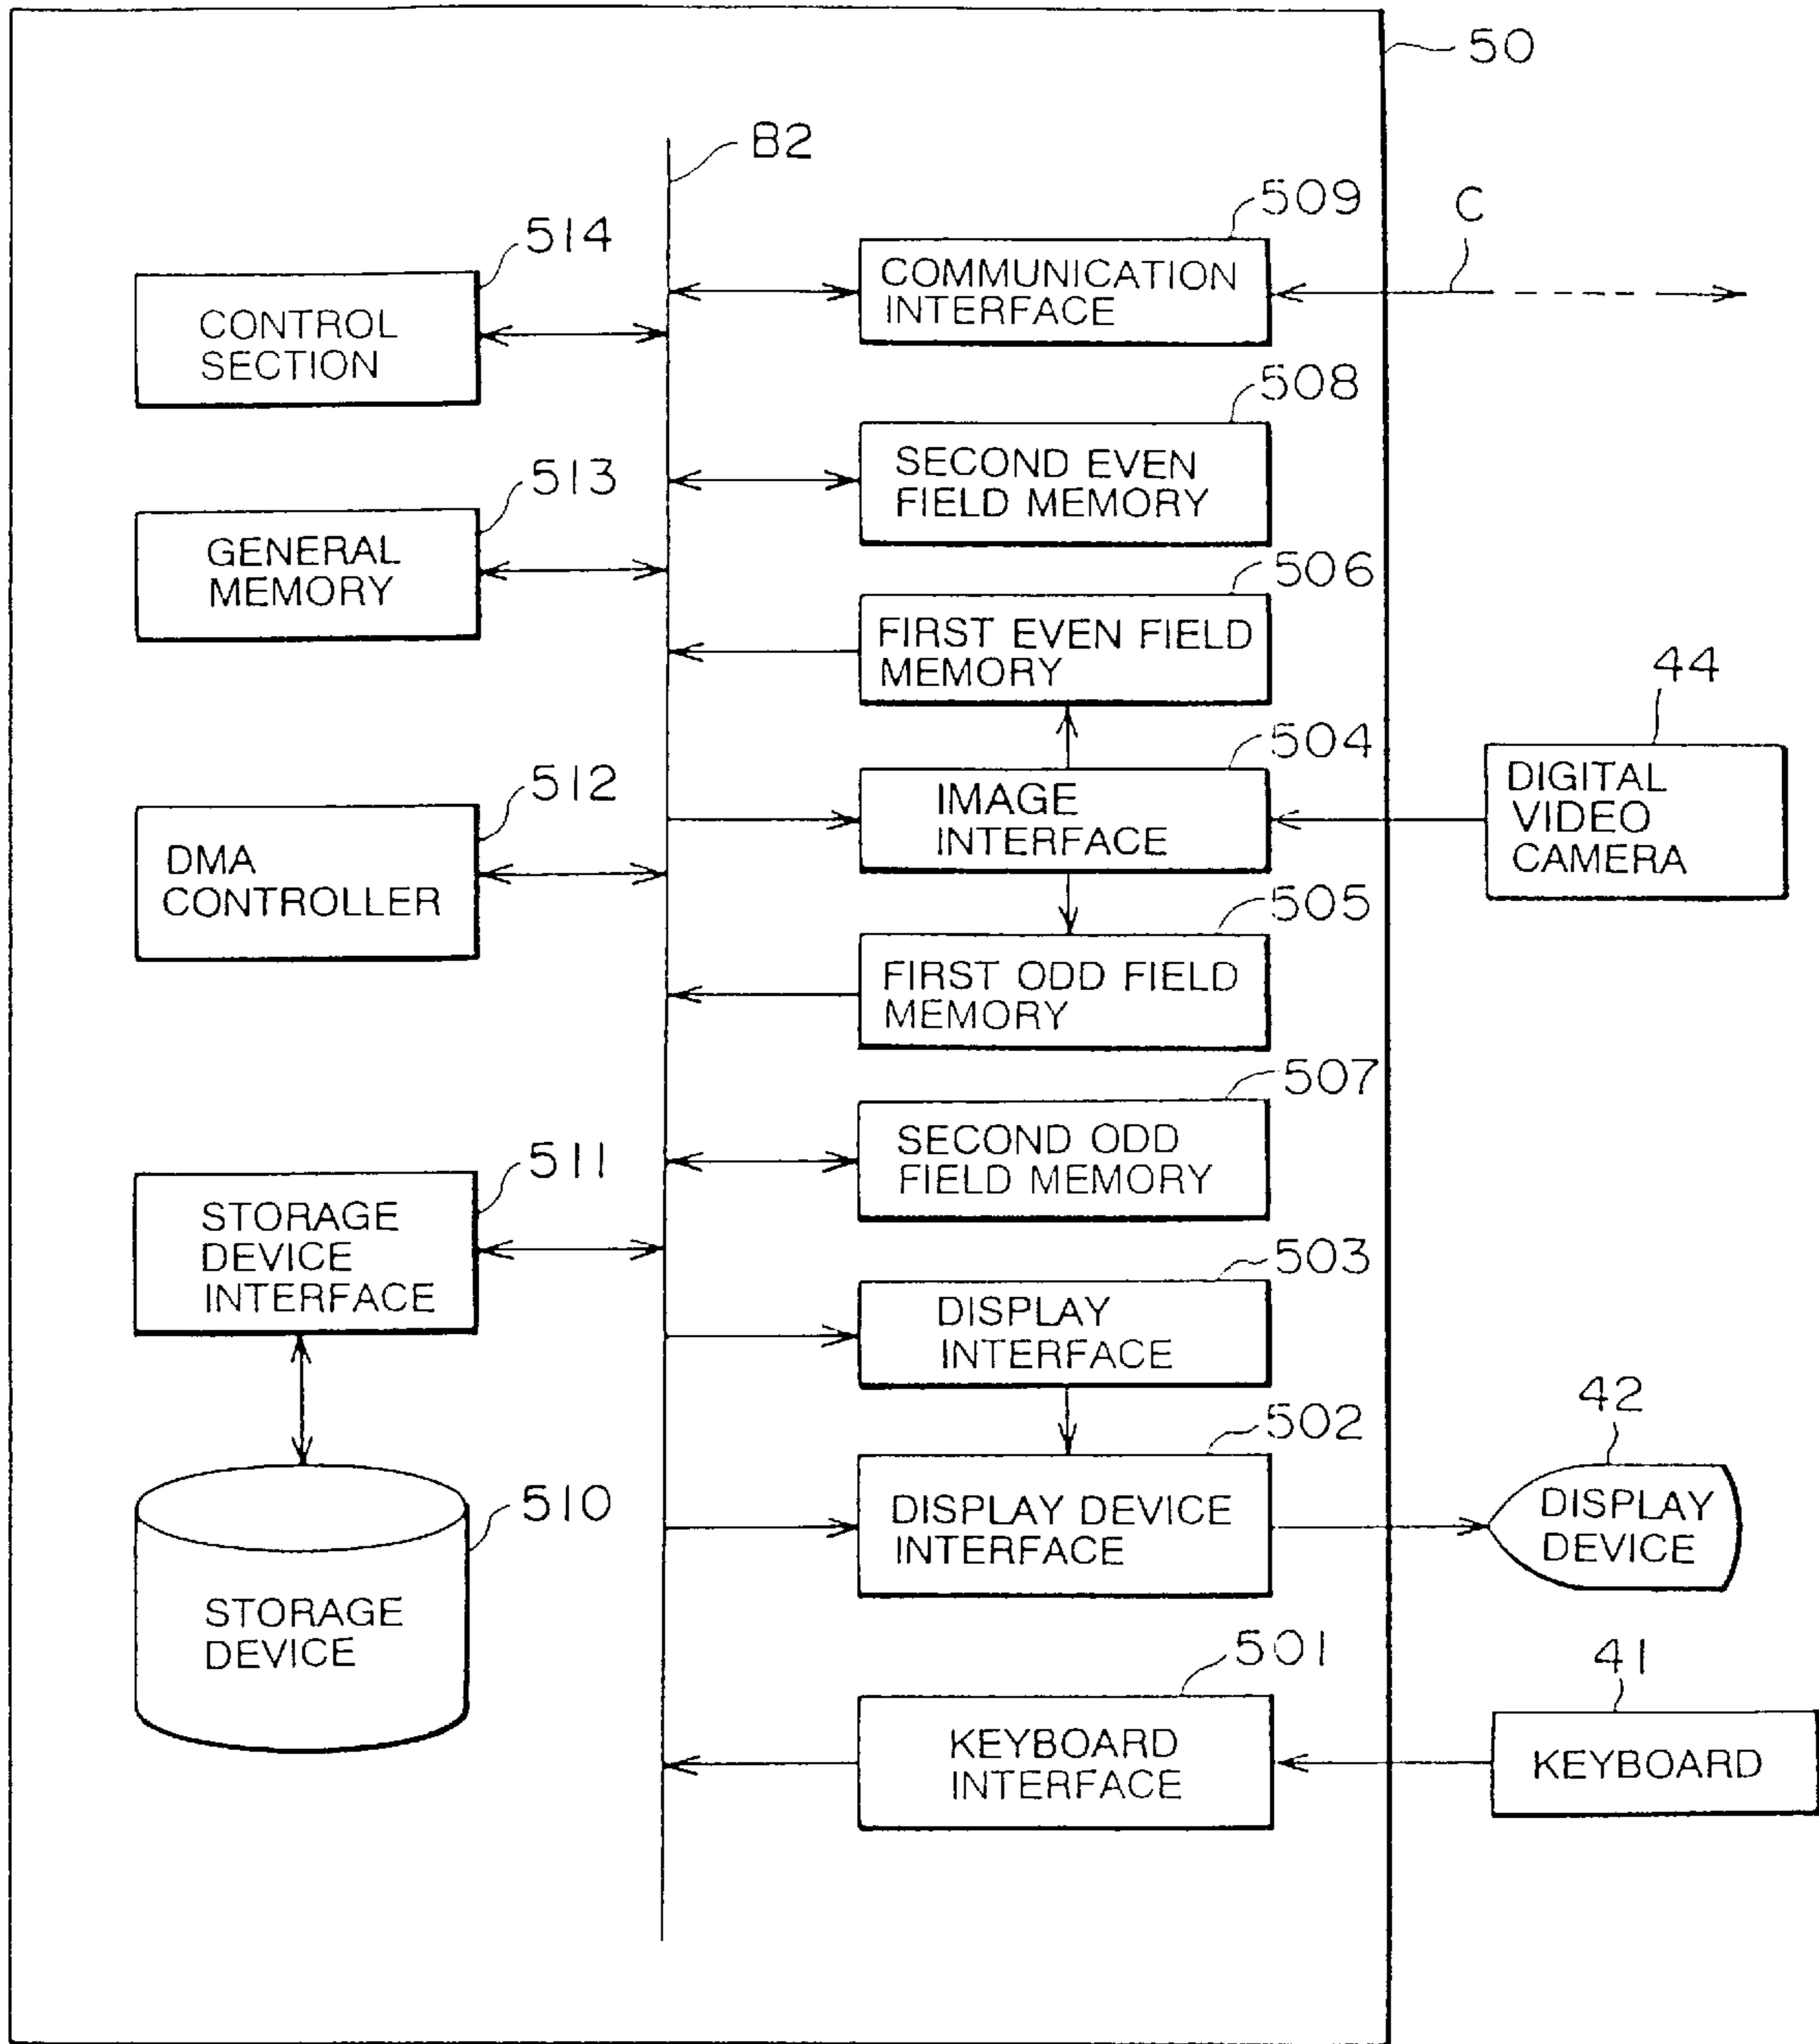 50
B2
509
C
514
COMMUNICATION
INTERFACE
CONTROL
SECTION
508
SECOND EVEN
FIELD MEMORY
513
GENERAL
MEMORY
506
FIRST EVEN FIELD
MEMORY
44
504
DIGITAL
VIDEO
CAMERA
IMAGE
INTERFACE
512
DMA
CONTROLLER
505
FIRST ODD FIELD
MEMORY
507
SECOND ODD
FIELD MEMORY
511
STORAGE
DEVICE
INTERFACE
503
DISPLAY
INTERFACE
502
42
DISPLAY DEVICE
INTERFACE
DISPLAY
DEVICE
510
STORAGE
DEVICE
501
41
KEYBOARD
INTERFACE
KEYBOARD